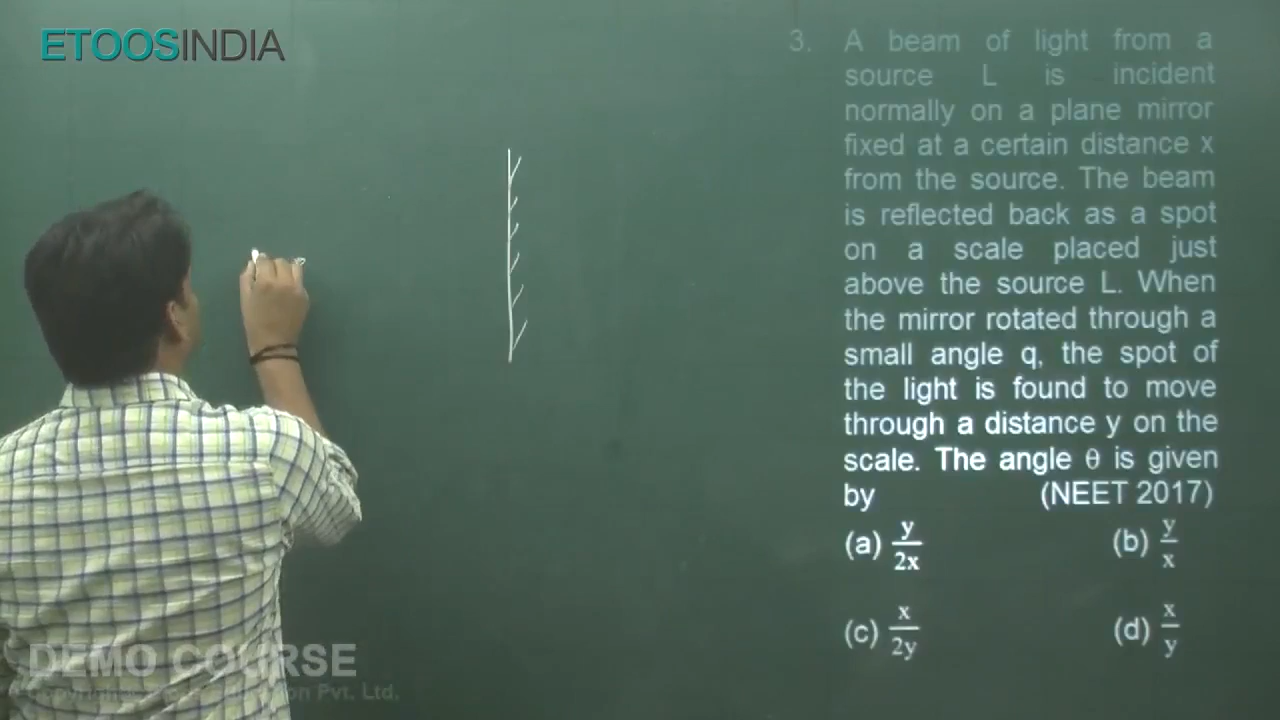 ETOOSINDIA
3. A beam of light from a
source L is incident
normally on a plane mirror
fixed at a certain distance x
from the source. The beam
is reflected back as a spot
on a scale placed just
above the source L. When
the mirror rotated through a
small angle q, the spot of
the light is found to move
through a distance y on the
scale. The angle θ is given
by (NEET 2017)
(a) y/2x (b) y/x
(c) x/2y (d) x/y
DEMO COURSE
Pvt. Ltd.